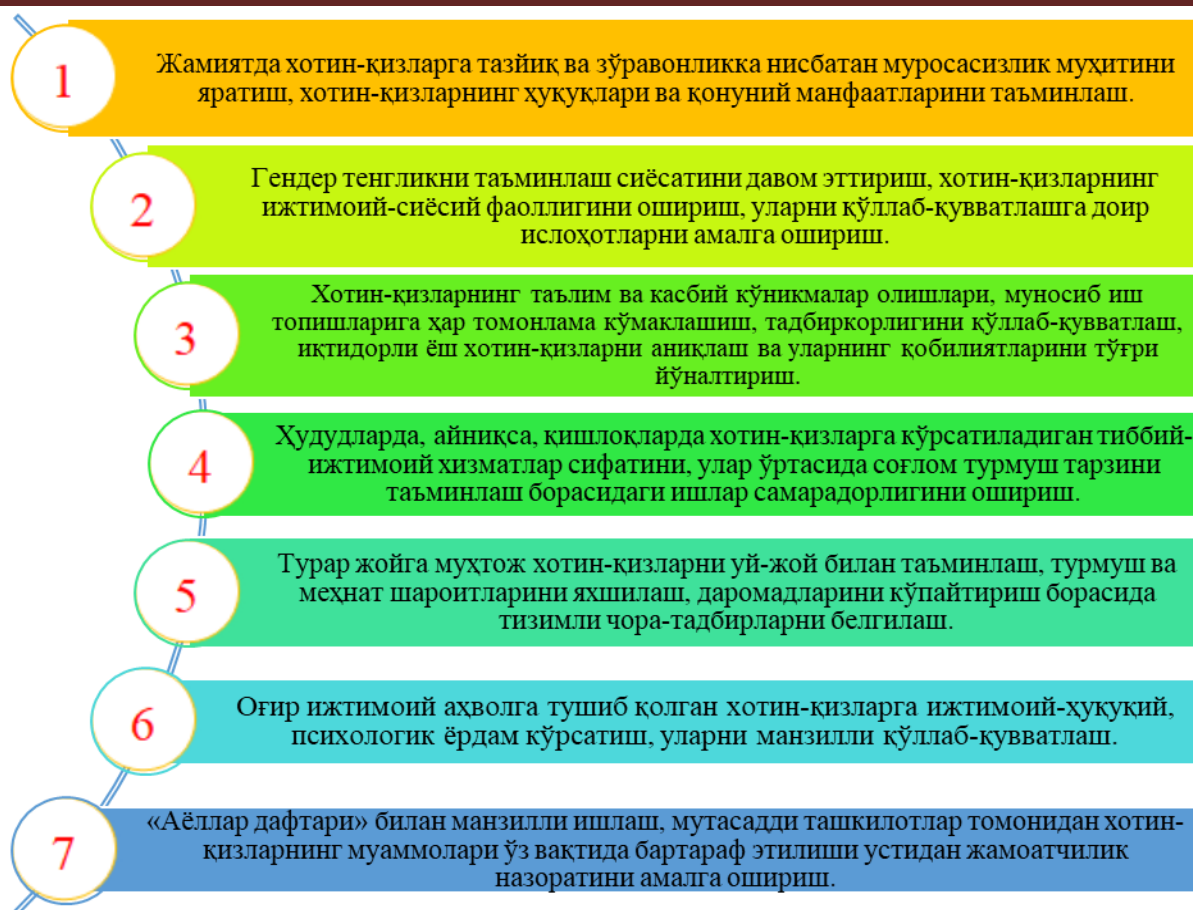 1
Жамиятда хотин-қизларга тазйиқ ва зўравонликка нисбатан муросасизлик муҳитини
яратиш, хотин-қизларнинг ҳуқуқлари ва қонуний манфаатларини таъминлаш.
2
Гендер тенгликни таъминлаш сиёсатини давом эттириш, хотин-қизларнинг
ижтимоий-сиёсий фаоллигини ошириш, уларни қўллаб-қувватлашга доир
ислоҳотларни амалга ошириш.
3
Хотин-қизларнинг таълим ва касбий кўникмалар олишлари, муносиб иш
топишларига ҳар томонлама кўмаклашиш, тадбиркорлигини қўллаб-қувватлаш,
иқтидорли ёш хотин-қизларни аниқлаш ва уларнинг қобилиятларини тўғри
йўналтириш.
4
Ҳудудларда, айниқса, қишлоқларда хотин-қизларга кўрсатиладиган тиббий-
ижтимоий хизматлар сифатини, улар ўртасида соғлом турмуш тарзини
таъминлаш борасидаги ишлар самарадорлигини ошириш.
5
Турар жойга муҳтож хотин-қизларни уй-жой билан таъминлаш, турмуш ва
меҳнат шароитларини яхшилаш, даромадларини кўпайтириш борасида
тизимли чора-тадбирларни белгилаш.
6
Оғир ижтимоий аҳволга тушиб қолган хотин-қизларга ижтимоий-ҳуқуқий,
психологик ёрдам кўрсатиш, уларни манзилли қўллаб-қувватлаш.
7
«Аёллар дафтари» билан манзилли ишлаш, мутасадди ташкилотлар томонидан хотин-
қизларнинг муаммолари ўз вақтида бартараф этилиши устидан жамоатчилик
назоратини амалга ошириш.